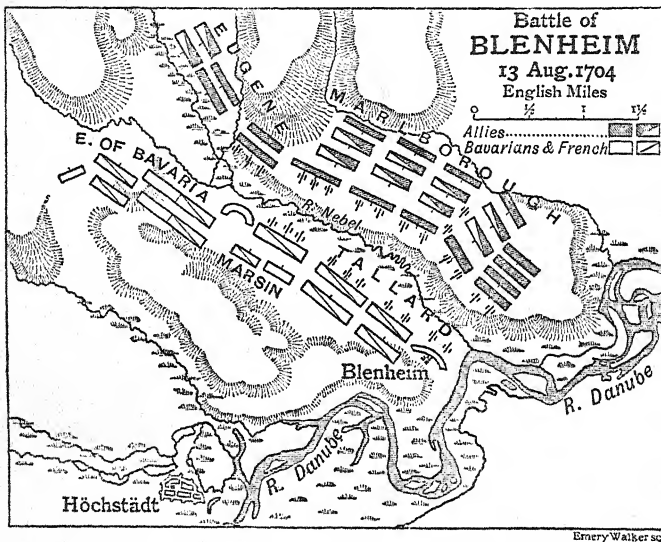 Battle of
BLENHEIM
13 Aug. 1704
English Miles
0 ½ 1 1½
Allies
Bavarians & French
EUGENE
MARLBOROUGH
E. OF BAVARIA
R. Nebel
MARSIN
TALLARD
Blenheim
R. Danube
R. Danube
Höchstädt
Emery Walker sc.